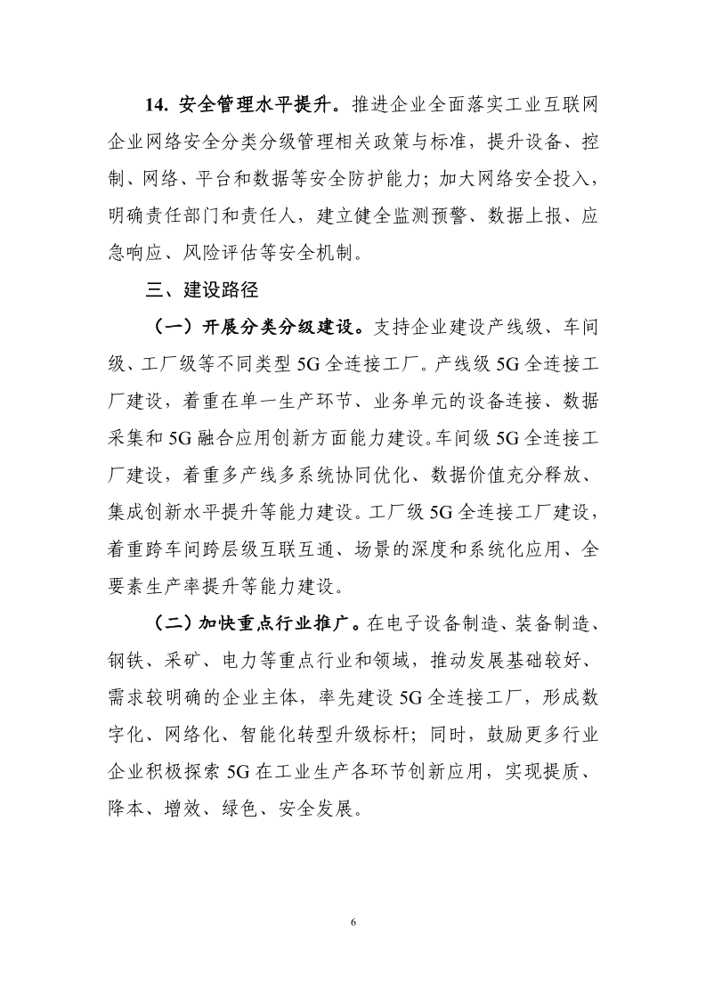 14. 安全管理水平提升。推进企业全面落实工业互联网
企业网络安全分类分级管理相关政策与标准，提升设备、控
制、网络、平台和数据等安全防护能力；加大网络安全投入，
明确责任部门和责任人，建立健全监测预警、数据上报、应
急响应、风险评估等安全机制。
三、建设路径
（一）开展分类分级建设。支持企业建设产线级、车间
级、工厂级等不同类型 5G 全连接工厂。产线级 5G 全连接工
厂建设，着重在单一生产环节、业务单元的设备连接、数据
采集和 5G 融合应用创新方面能力建设。车间级 5G 全连接工
厂建设，着重多产线多系统协同优化、数据价值充分释放、
集成创新水平提升等能力建设。工厂级 5G 全连接工厂建设，
着重跨车间跨层级互联互通、场景的深度和系统化应用、全
要素生产率提升等能力建设。
（二）加快重点行业推广。在电子设备制造、装备制造、
钢铁、采矿、电力等重点行业和领域，推动发展基础较好、
需求较明确的企业主体，率先建设 5G 全连接工厂，形成数
字化、网络化、智能化转型升级标杆；同时，鼓励更多行业
企业积极探索 5G 在工业生产各环节创新应用，实现提质、
降本、增效、绿色、安全发展。
6